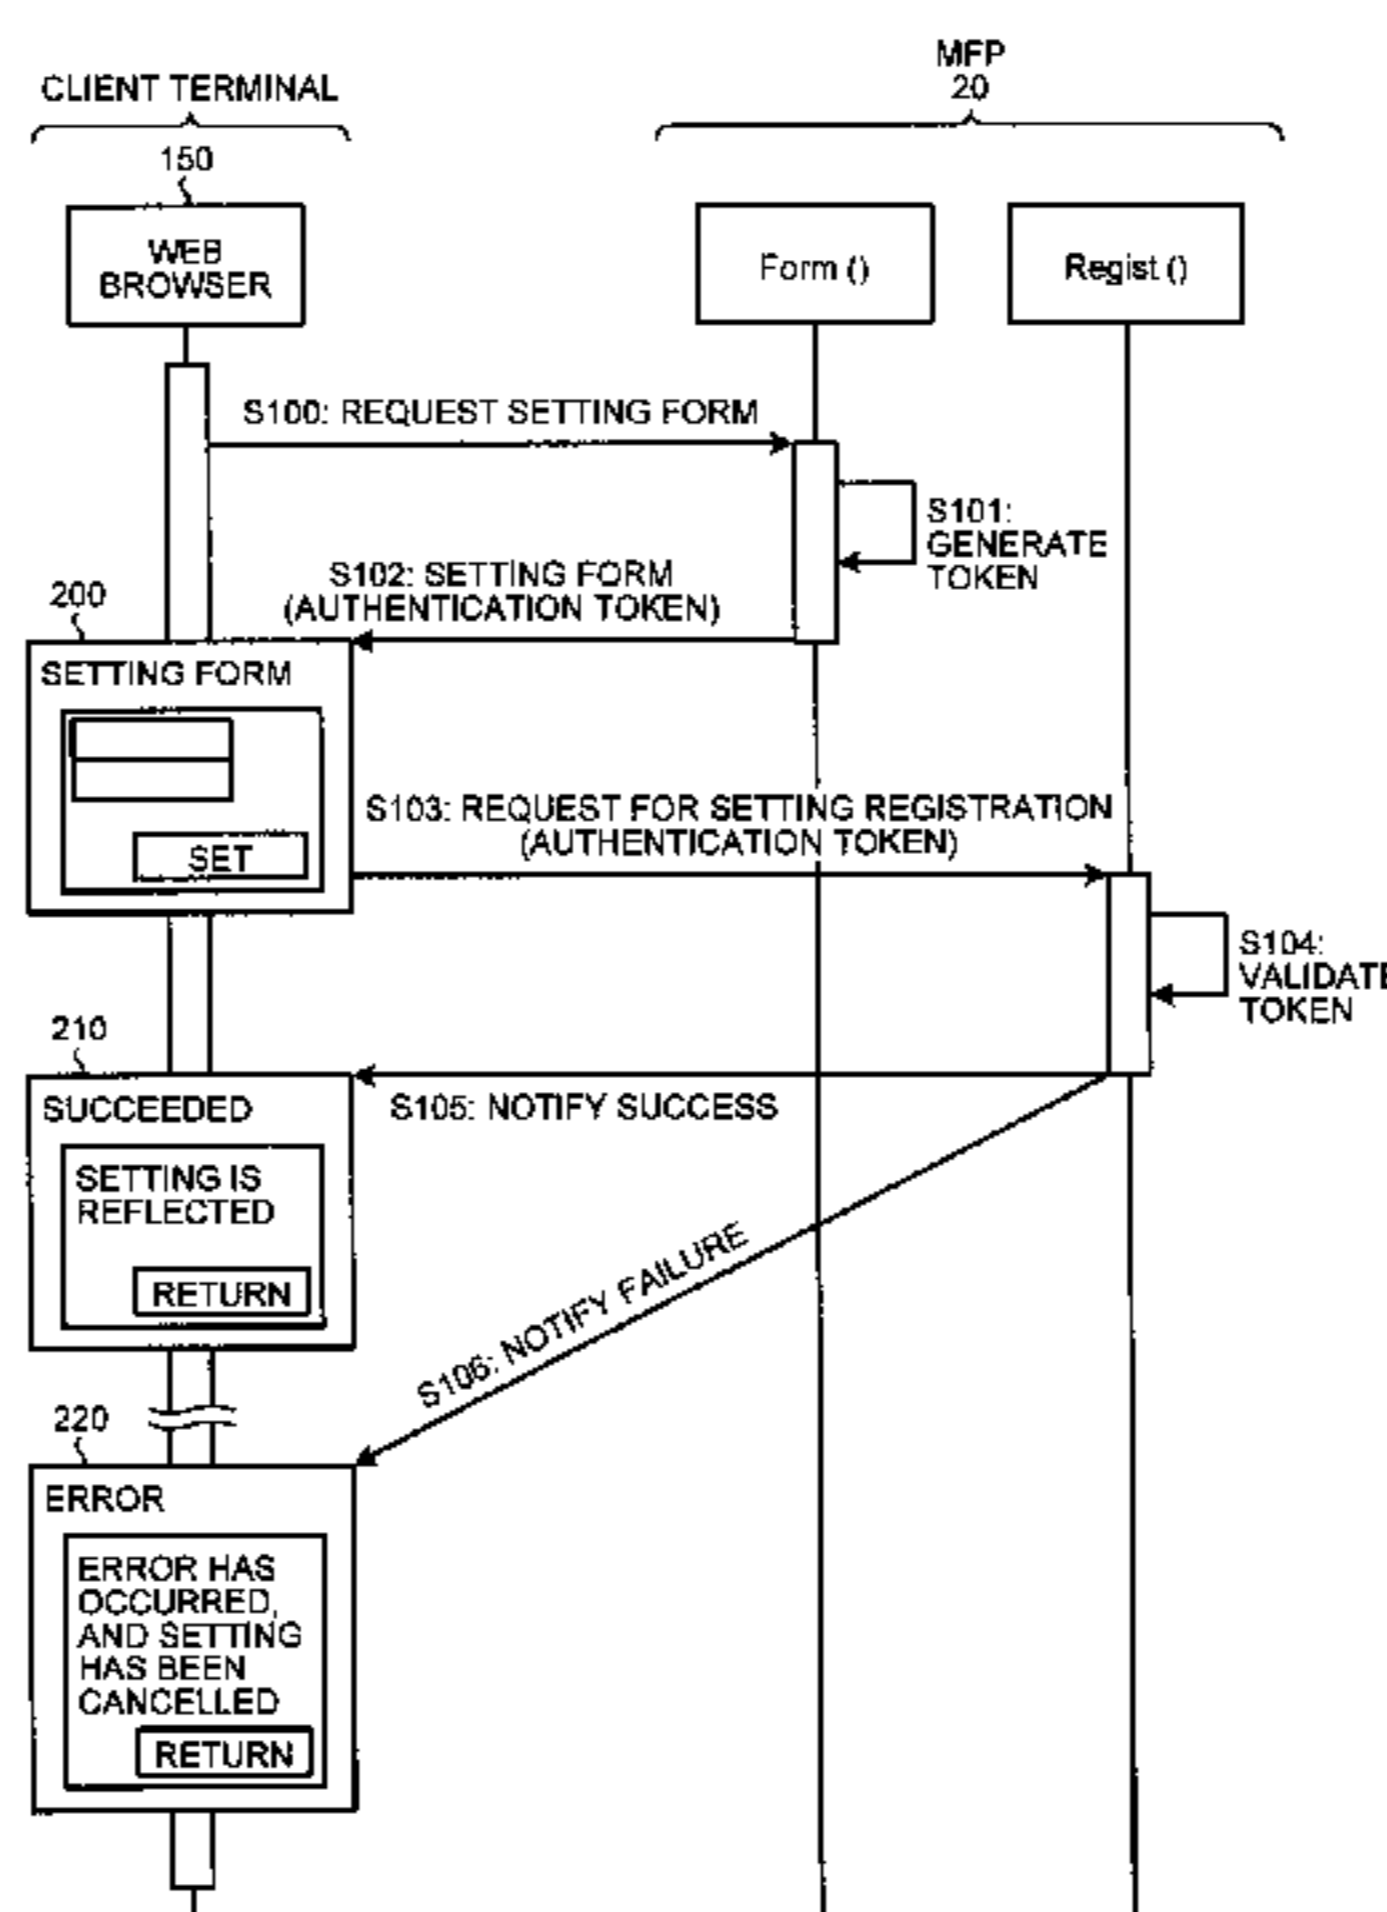 MFP
20
CLIENT TERMINAL
150
WEB
BROWSER
Form ()
Regist ()
S100: REQUEST SETTING FORM
S101:
GENERATE
TOKEN
S102: SETTING FORM
(AUTHENTICATION TOKEN)
200
SETTING FORM
SET
S103: REQUEST FOR SETTING REGISTRATION
(AUTHENTICATION TOKEN)
S104:
VALIDATE
TOKEN
210
SUCCEEDED
SETTING IS
REFLECTED
RETURN
S105: NOTIFY SUCCESS
S106: NOTIFY FAILURE
220
ERROR
ERROR HAS
OCCURRED,
AND SETTING
HAS BEEN
CANCELLED
RETURN